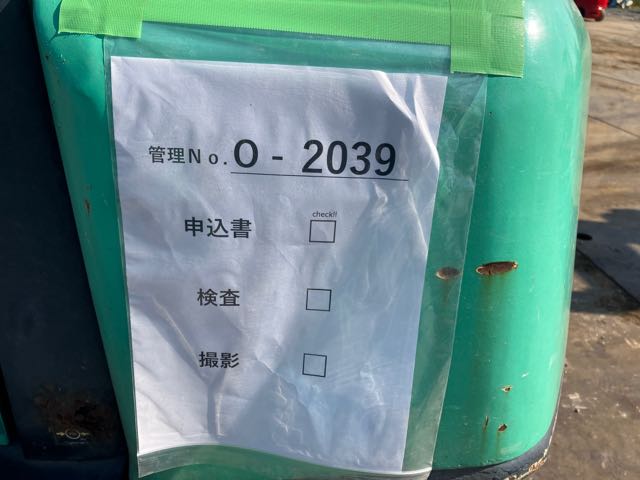 管理No. O - 2039
check!!
申込書 □
検査 □
撮影 □